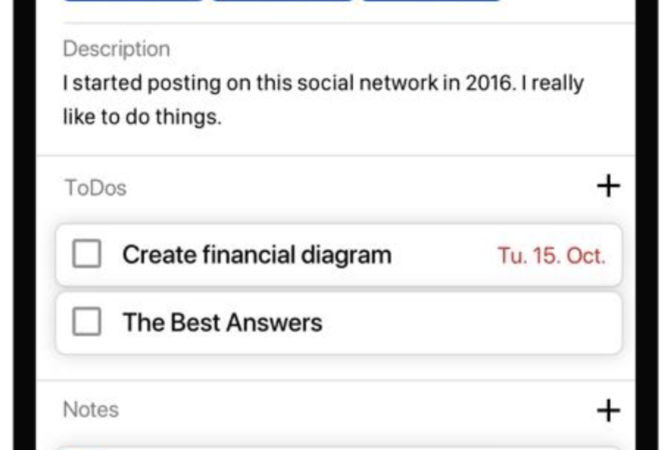 Description
I started posting on this social network in 2016. I really
like to do things.
ToDos
Create financial diagram Tu. 15. Oct.
The Best Answers
Notes